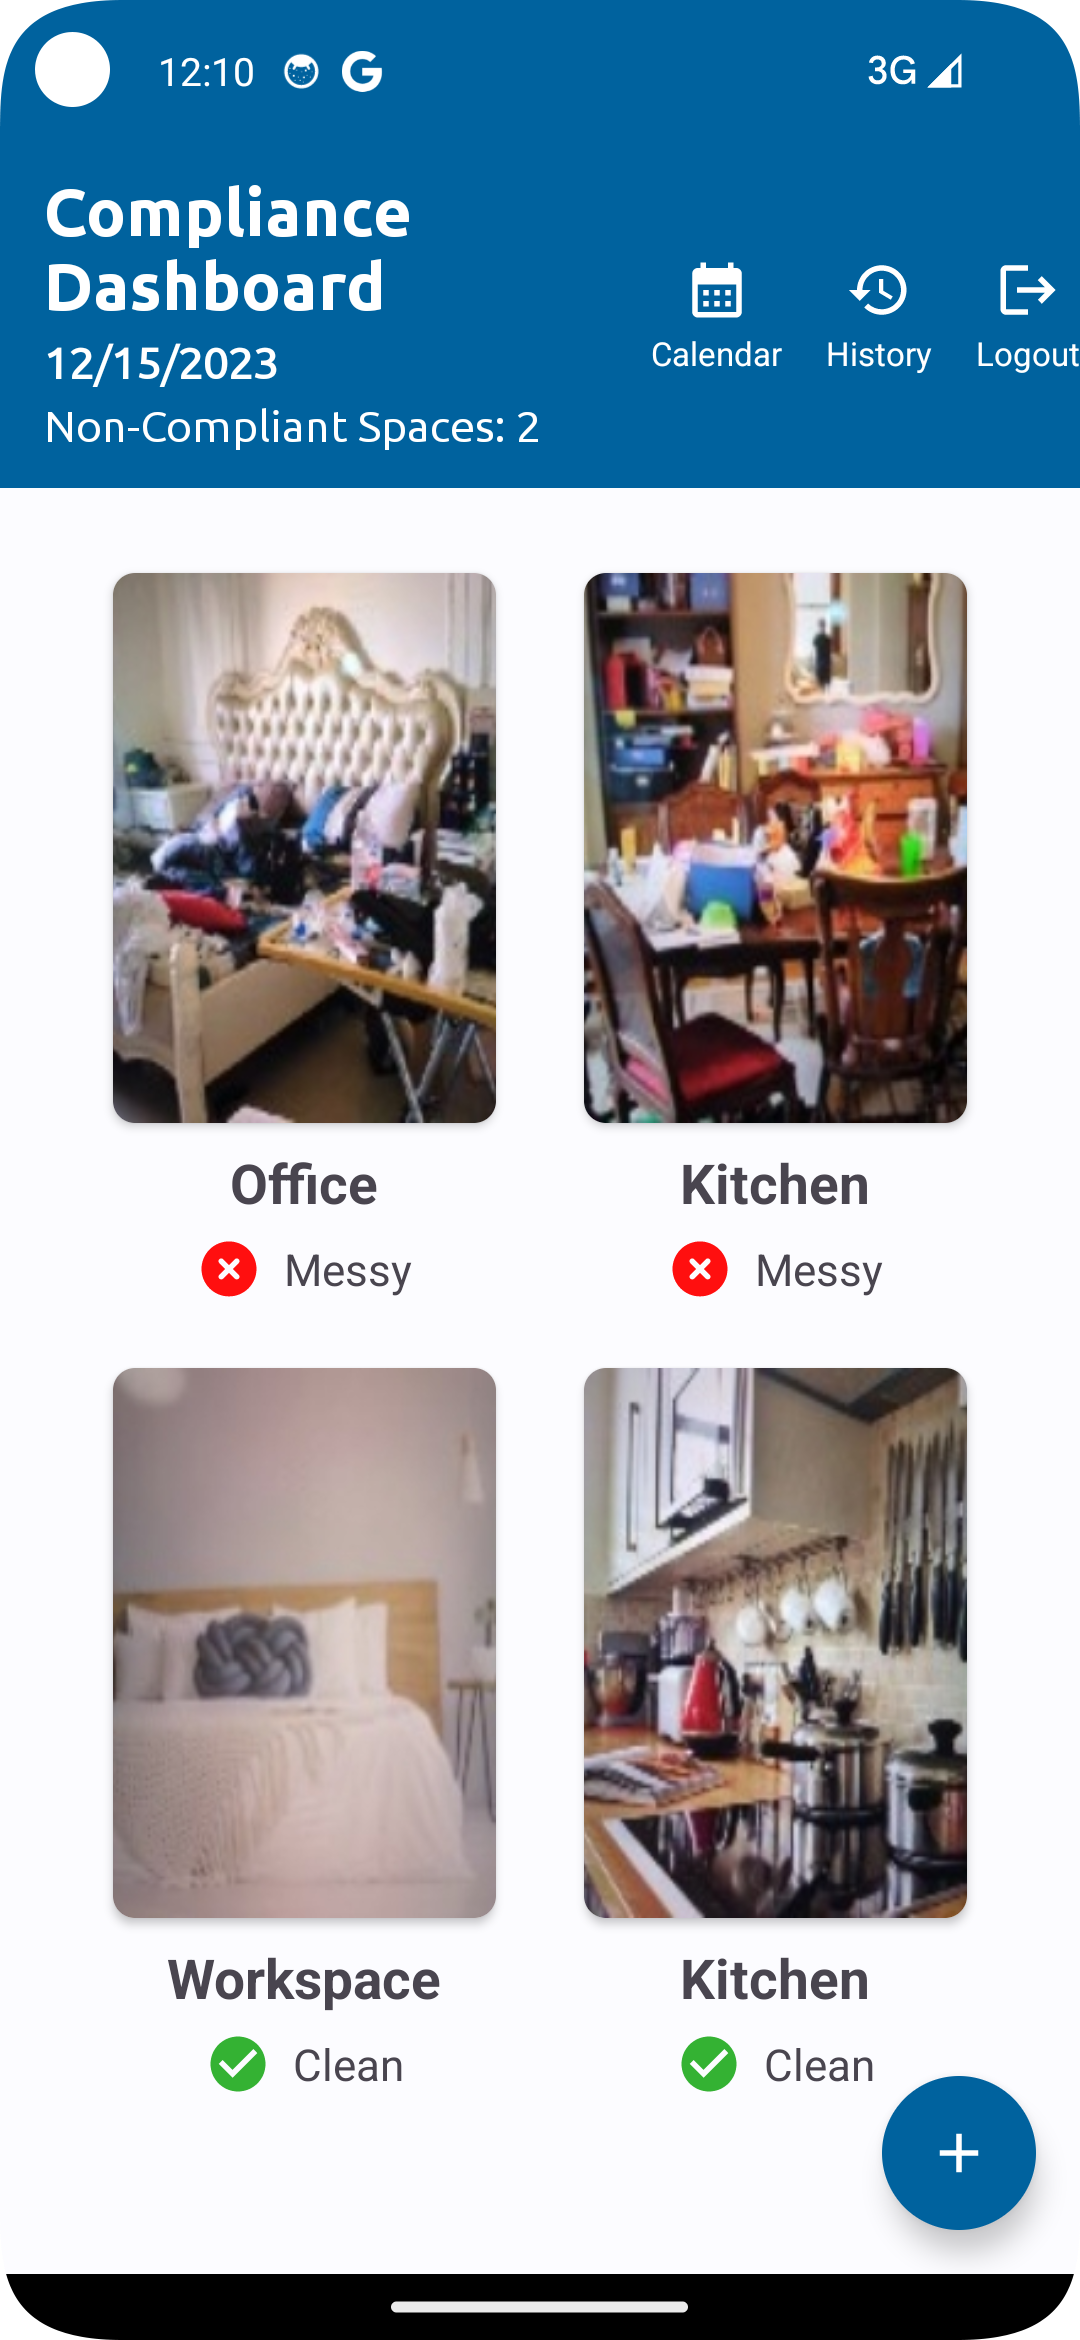 12:10
3G
Compliance
Dashboard
12/15/2023
Non-Compliant Spaces: 2
Calendar
History
Logout
Office
Kitchen
Messy
Messy
Workspace
Kitchen
Clean
Clean